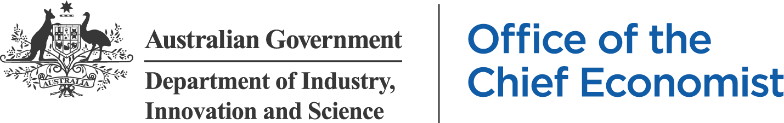 AUSTRALIA
Australian Government
Department of Industry,
Innovation and Science
Office of the
Chief Economist